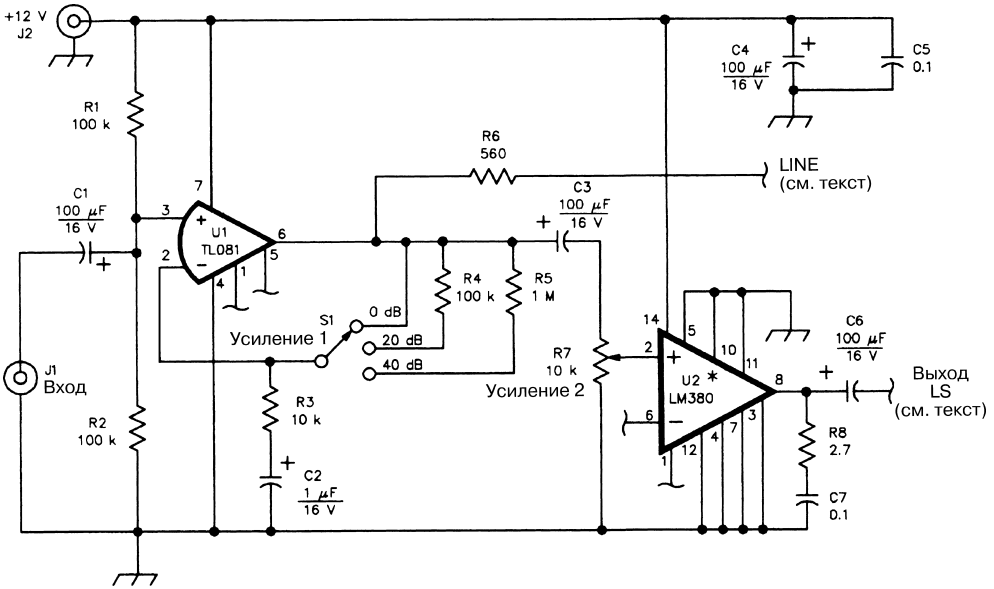 +12 V
J2
C4
100 µF
16 V
C5
0.1
R1
100 k
R6
560
LINE
(см. текст)
C1
100 µF
16 V
+
7
3
+
U1
TL081
2
−
6
5
1
4
C3
100 µF
16 V
+
+
R4
100 k
R5
1 M
S1
0 dB
20 dB
40 dB
Усиление 1
J1
Вход
R2
100 k
R3
10 k
+
C2
1 µF
16 V
R7
10 k
Усиление 2
14
5
10
11
2
+
U2 *
LM380
6
−
8
3
7
4
12
1
C6
100 µF
16 V
+
Выход
LS
(см. текст)
R8
2.7
C7
0.1